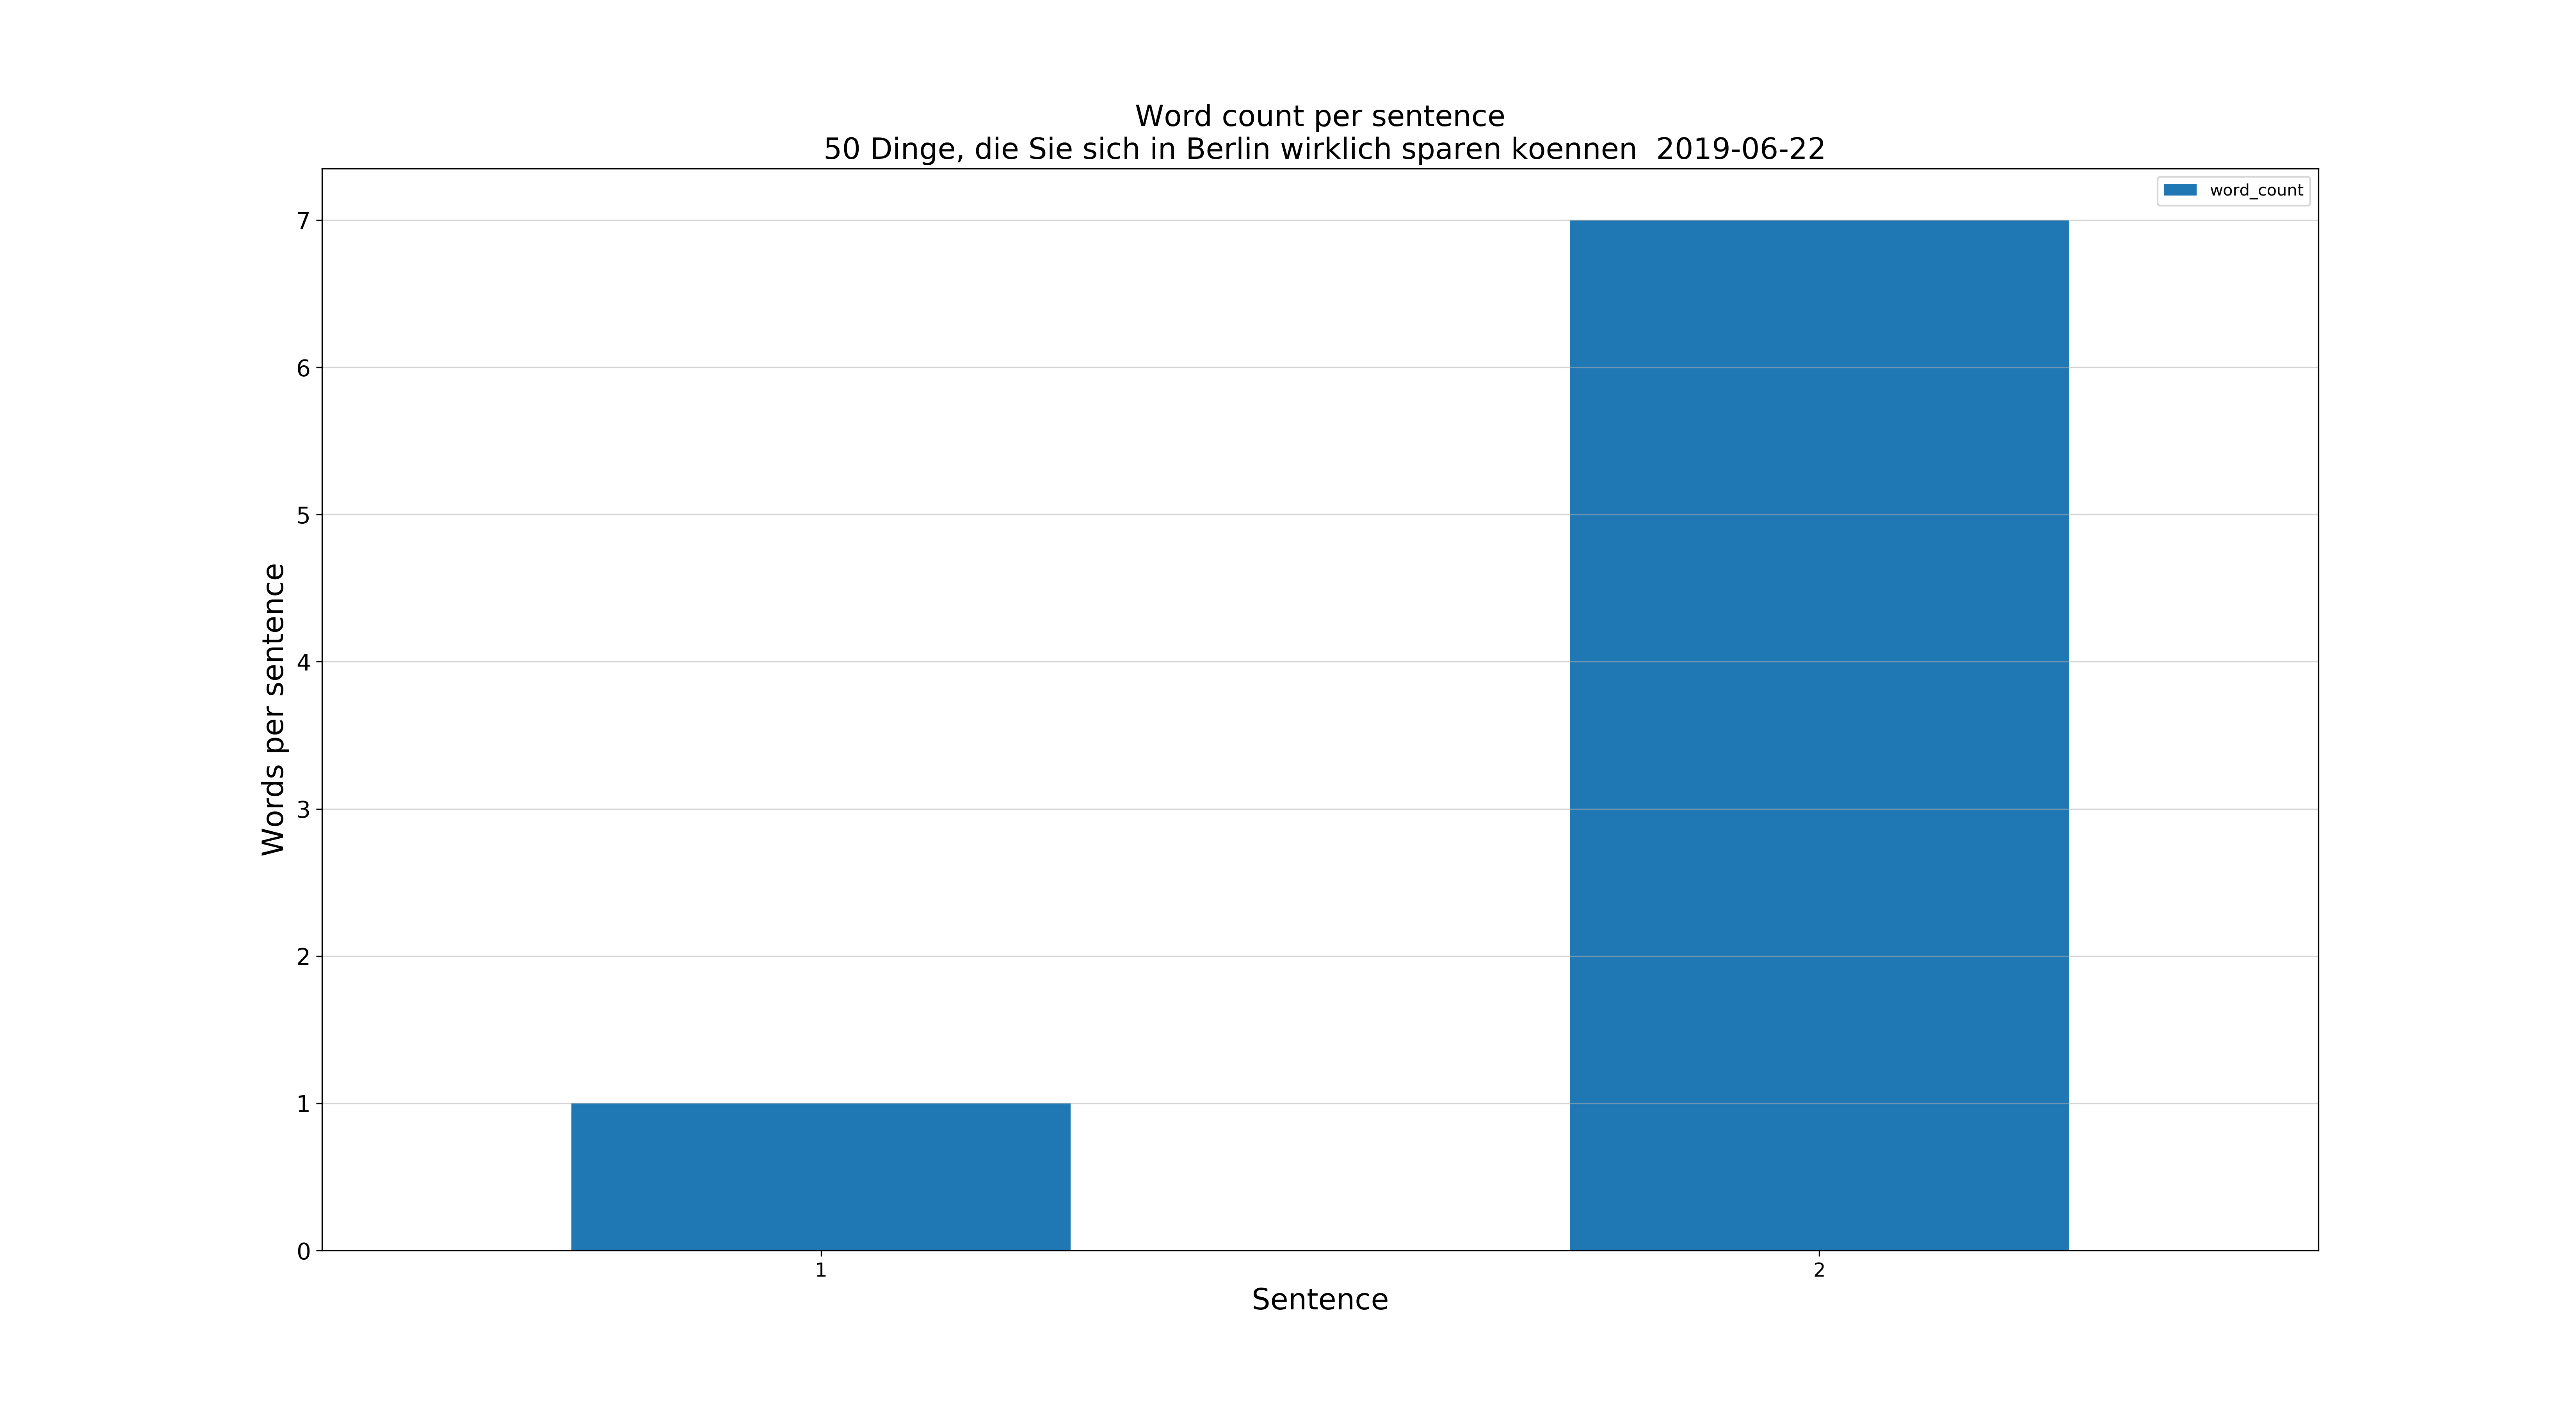 Word count per sentence
50 Dinge, die Sie sich in Berlin wirklich sparen koennen  2019-06-22
word_count
7
6
5
4
3
2
1
0
Words per sentence
1 2
Sentence